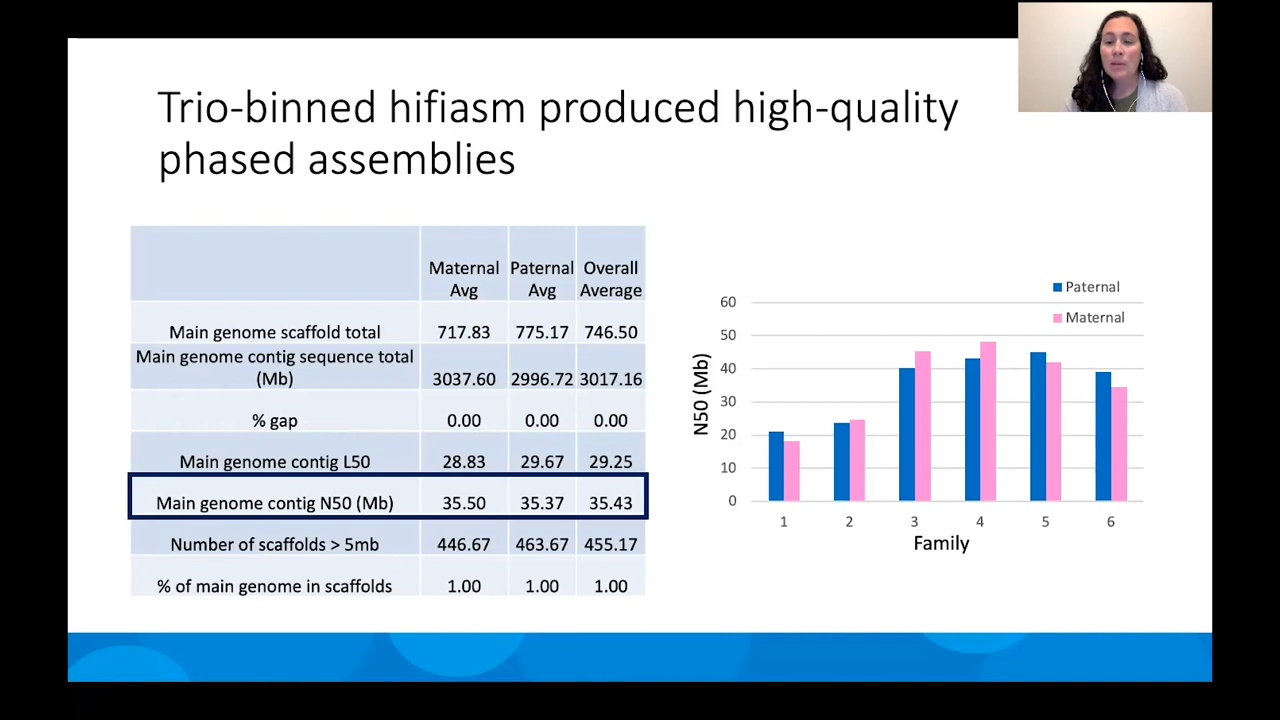 Trio-binned hifiasm produced high-quality
phased assemblies
Maternal Avg Paternal Avg Overall Average
Main genome scaffold total 717.83 775.17 746.50
Main genome contig sequence total (Mb) 3037.60 2996.72 3017.16
% gap 0.00 0.00 0.00
Main genome contig L50 28.83 29.67 29.25
Main genome contig N50 (Mb) 35.50 35.37 35.43
Number of scaffolds > 5mb 446.67 463.67 455.17
% of main genome in scaffolds 1.00 1.00 1.00
Paternal
Maternal
N50 (Mb)
60
50
40
30
20
10
0
1 2 3 4 5 6
Family